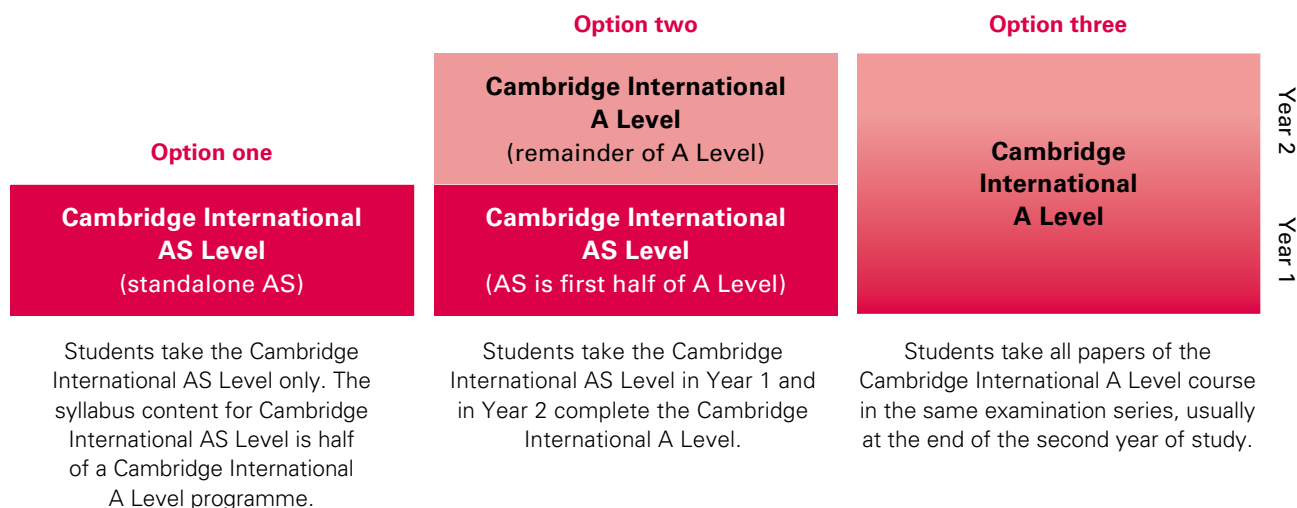 Option one
Cambridge International
AS Level
(standalone AS)
Students take the Cambridge
International AS Level only. The
syllabus content for Cambridge
International AS Level is half
of a Cambridge International
A Level programme.
Option two
Cambridge International
A Level
(remainder of A Level)
Cambridge International
AS Level
(AS is first half of A Level)
Students take the Cambridge
International AS Level in Year 1 and
in Year 2 complete the Cambridge
International A Level.
Option three
Cambridge
International
A Level
Students take all papers of the
Cambridge International A Level course
in the same examination series, usually
at the end of the second year of study.
Year 2
Year 1